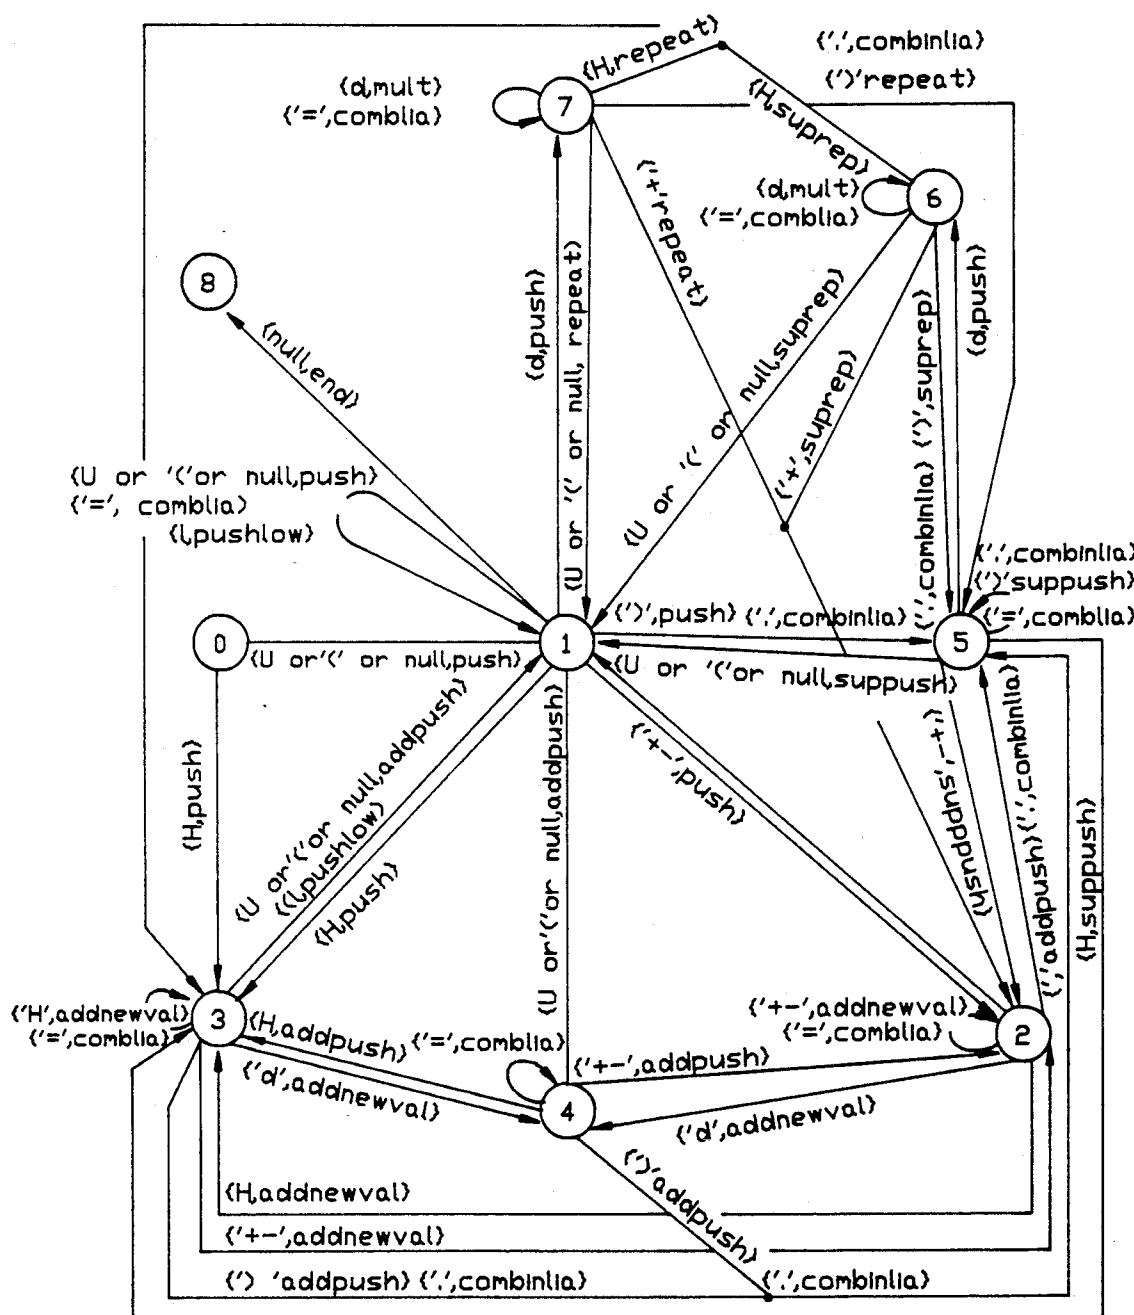 {H,repeat}
{'.',combinlia}
{')'repeat}
{d,mult}
{'=',comblia}
7
{H,suprep}
{'+'repeat}
{d,mult}
{'=',comblia}
6
8
{null,end}
{d,push}
{U or '(' or null, repeat}
{U or '(' or null,suprep}
{'+',suprep}
{'.',combinlia} {')',suprep}
{d,push}
{U or '('or null,push}
{'=', comblia)
{l,pushlow)
{'.',combinlia)
{')'suppush}
{'=',comblia)
0
1
5
{')',push}
{'.',combinlia}
{U or'(' or null,push}
{U or '('or null,suppush}
{H,push}
{U or'('or null,addpush}
{(l,pushlow)
{H,push}
{U or'('or null,addpush}
{'+-',push}
{'+-',supppush}
{','addpush}{'.',combinlia}
{H,suppush}
{'H',addnewval}
{'=',comblia}
3
{H,addpush}
{'d',addnewval}
{'=',comblia}
4
{'+-',addpush}
{'d',addnewval}
{'+-',addnewval}
{'=',comblia}
2
{')'addpush}
{H,addnewval}
{'+-',addnewval}
{') 'addpush} {'.',combinlia}
{'.',combinlia}